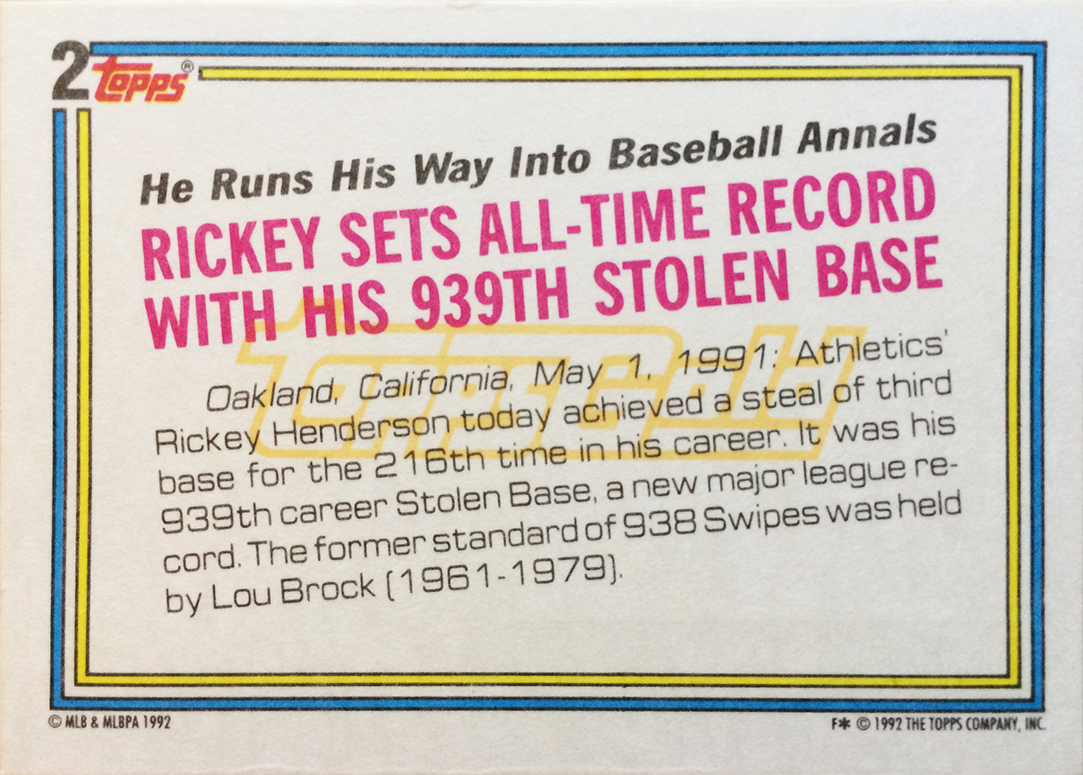 2 Topps®
He Runs His Way Into Baseball Annals
RICKEY SETS ALL-TIME RECORD
WITH HIS 939TH STOLEN BASE
ToppsGold
Oakland, California, May 1, 1991: Athletics'
Rickey Henderson today achieved a steal of third
base for the 216th time in his career. It was his
939th career Stolen Base, a new major league re-
cord. The former standard of 938 Swipes was held
by Lou Brock (1961-1979).
© MLB & MLBPA 1992
F✱ © 1992 THE TOPPS COMPANY, INC.